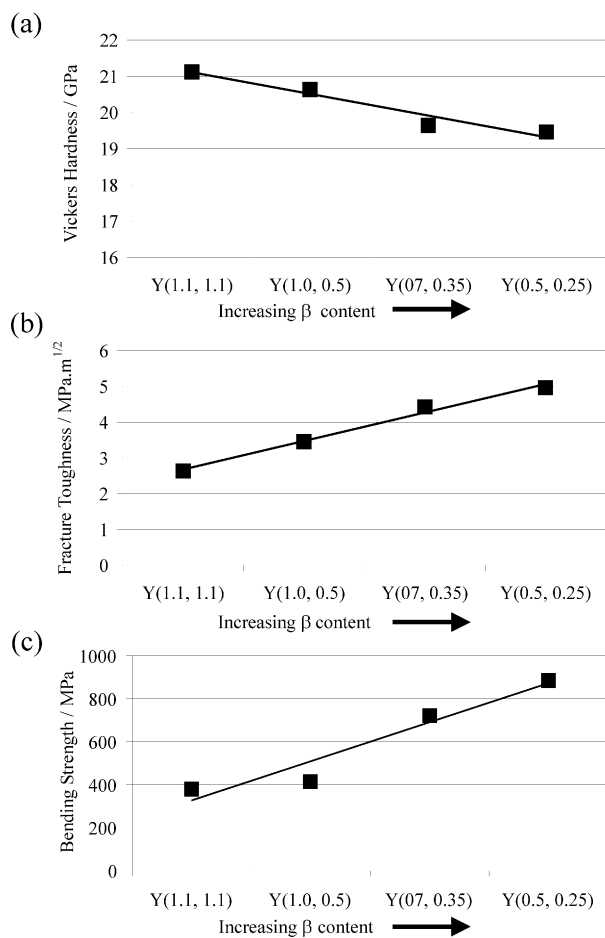 (a)
Vickers Hardness / GPa
22
21
20
19
18
17
16
Y(1.1, 1.1) Y(1.0, 0.5) Y(07, 0.35) Y(0.5, 0.25)
Increasing β content
(b)
Fracture Toughness / MPa.m1/2
6
5
4
3
2
1
0
Y(1.1, 1.1) Y(1.0, 0.5) Y(07, 0.35) Y(0.5, 0.25)
Increasing β content
(c)
Bending Strength / MPa
1000
800
600
400
200
0
Y(1.1, 1.1) Y(1.0, 0.5) Y(07, 0.35) Y(0.5, 0.25)
Increasing β content